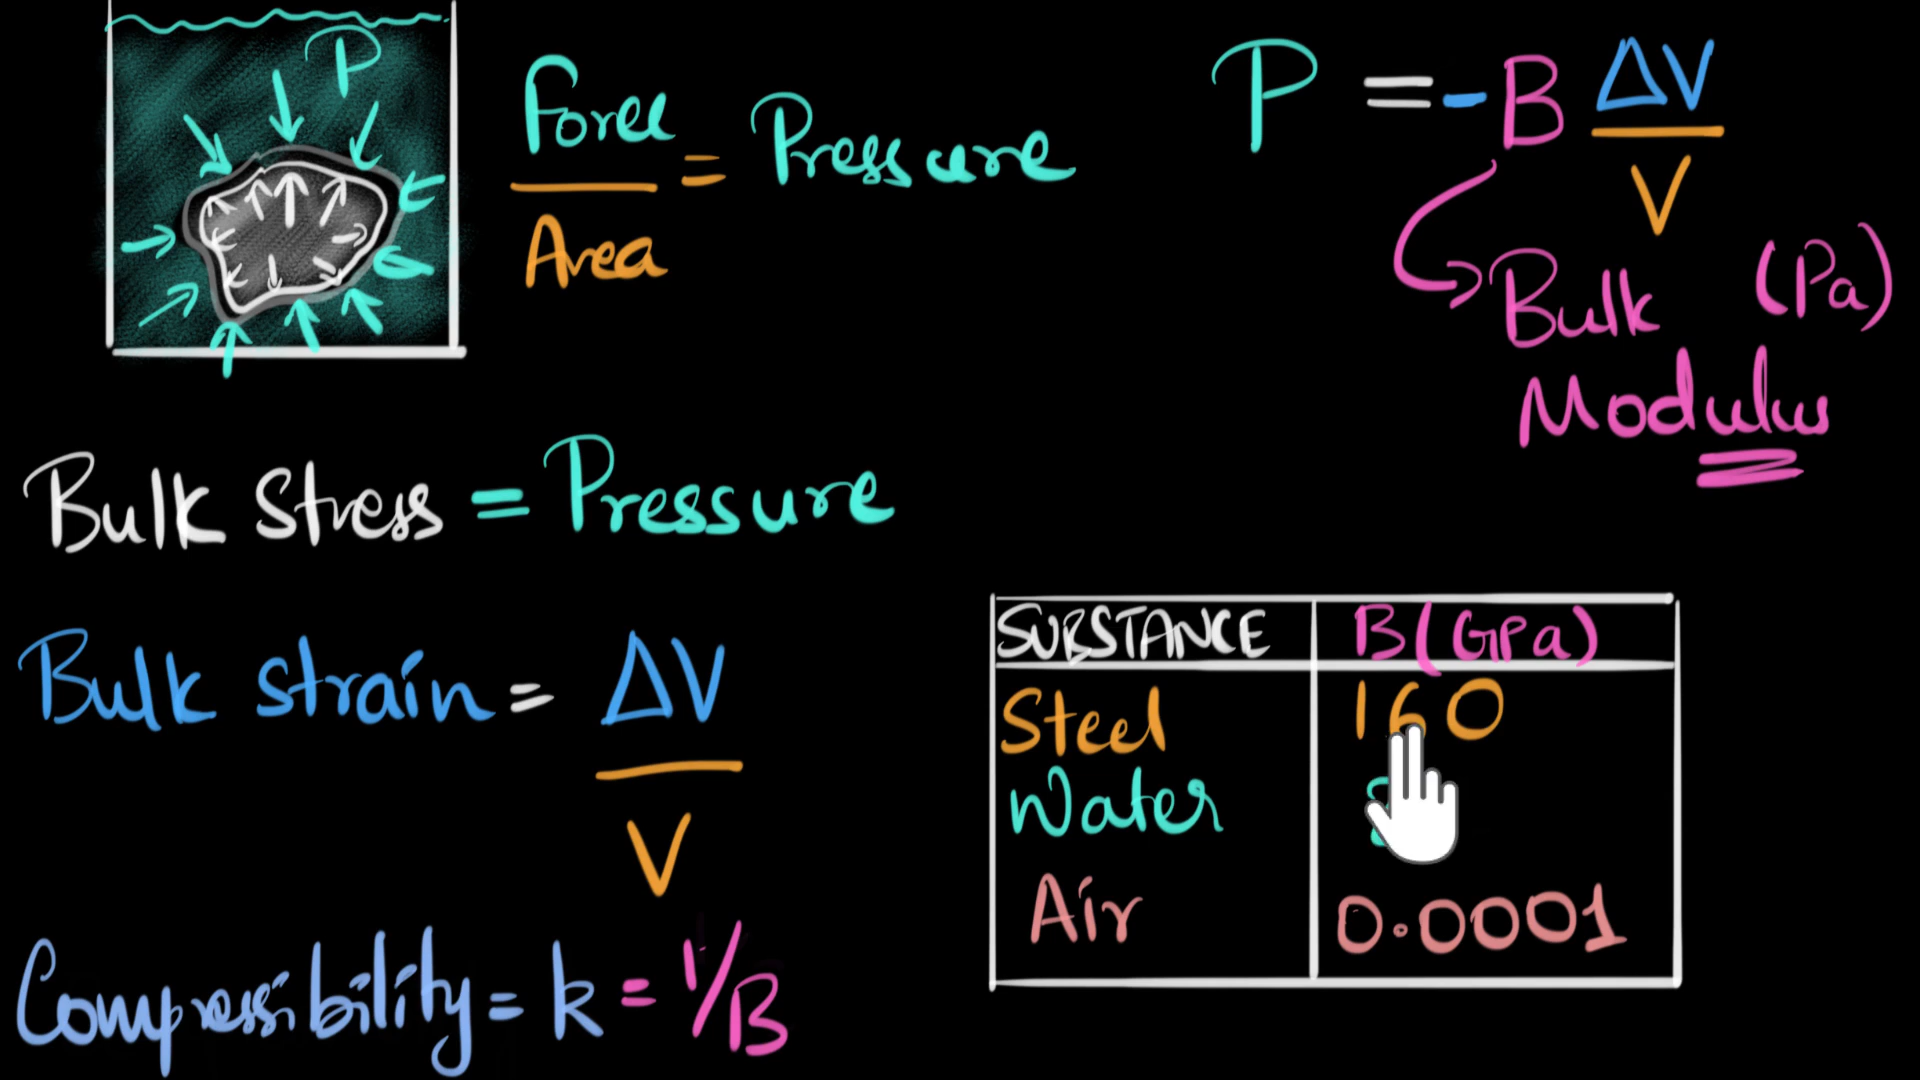 P
Force
—
Area
= Pressure
P = -B ΔV/V
Bulk (Pa)
Modulus
Bulk Stress = Pressure
Bulk strain = ΔV/V
Compressibility = k = 1/B
SUBSTANCE B(GPa)
Steel 160
Water
Air 0.0001